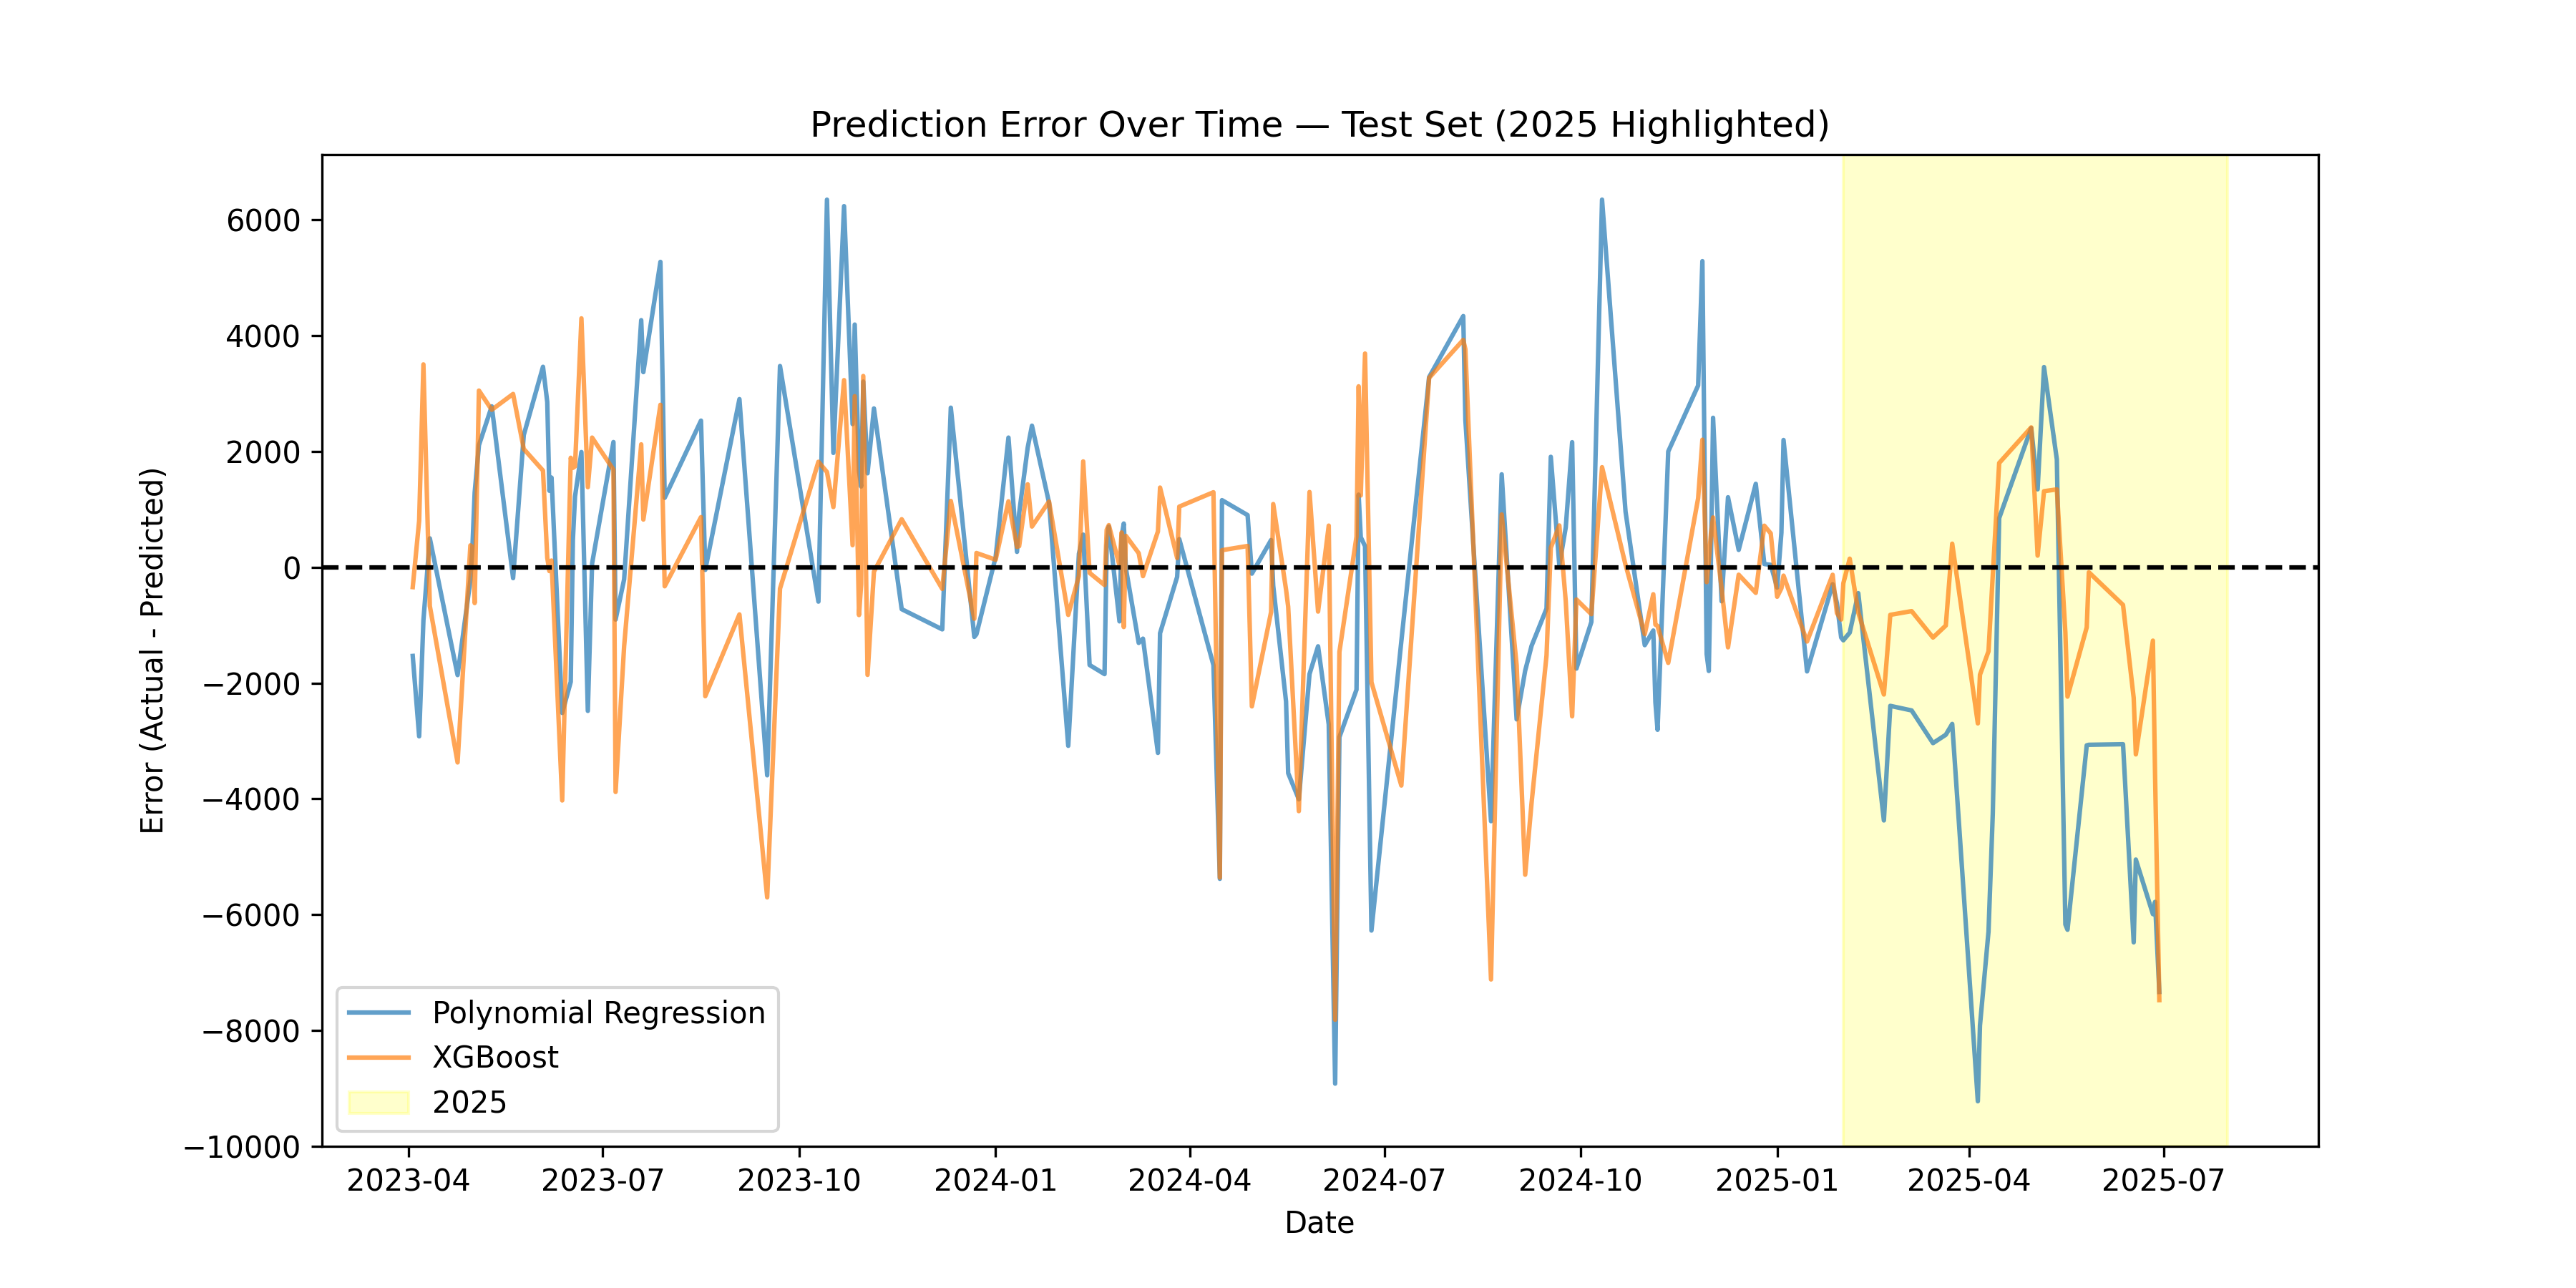 Prediction Error Over Time — Test Set (2025 Highlighted)
6000
4000
2000
0
−2000
−4000
−6000
−8000
−10000
Error (Actual - Predicted)
Polynomial Regression
XGBoost
2025
2023-04 2023-07 2023-10 2024-01 2024-04 2024-07 2024-10 2025-01 2025-04 2025-07
Date